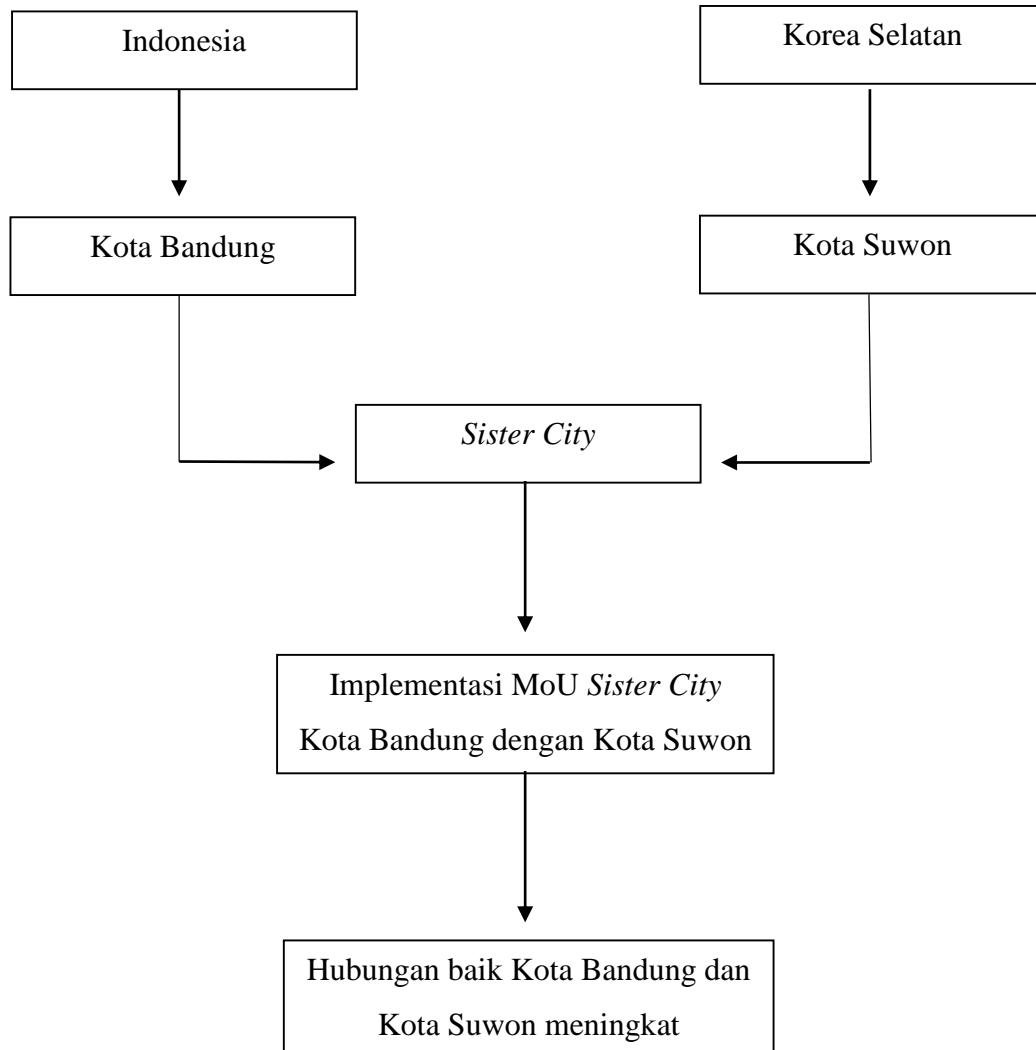 Indonesia
Korea Selatan
Kota Bandung
Kota Suwon
Sister City
Implementasi MoU Sister City
Kota Bandung dengan Kota Suwon
Hubungan baik Kota Bandung dan
Kota Suwon meningkat